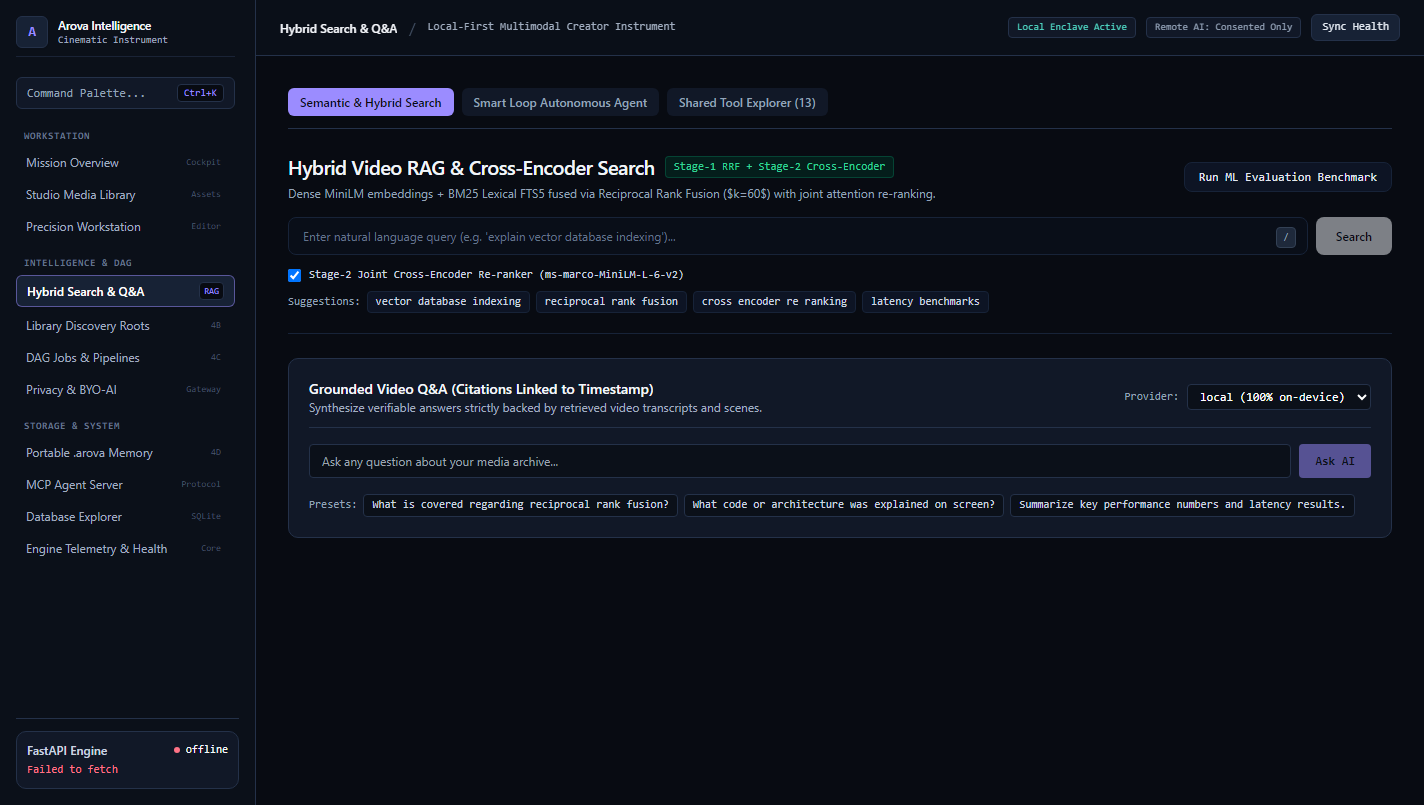 A
Arova Intelligence
Cinematic Instrument
Command Palette... Ctrl+K
WORKSTATION
Mission Overview Cockpit
Studio Media Library Assets
Precision Workstation Editor
INTELLIGENCE & DAG
Hybrid Search & Q&A RAG
Library Discovery Roots 4B
DAG Jobs & Pipelines 4C
Privacy & BYO-AI Gateway
STORAGE & SYSTEM
Portable .arova Memory 4D
MCP Agent Server Protocol
Database Explorer SQLite
Engine Telemetry & Health Core
FastAPI Engine offline
Failed to fetch
Hybrid Search & Q&A / Local-First Multimodal Creator Instrument
Local Enclave Active Remote AI: Consented Only Sync Health
Semantic & Hybrid Search Smart Loop Autonomous Agent Shared Tool Explorer (13)
Hybrid Video RAG & Cross-Encoder Search Stage-1 RRF + Stage-2 Cross-Encoder
Dense MiniLM embeddings + BM25 Lexical FTS5 fused via Reciprocal Rank Fusion ($k=60$) with joint attention re-ranking.
Run ML Evaluation Benchmark
Enter natural language query (e.g. 'explain vector database indexing')... / Search
Stage-2 Joint Cross-Encoder Re-ranker (ms-marco-MiniLM-L-6-v2)
Suggestions: vector database indexing reciprocal rank fusion cross encoder re ranking latency benchmarks
Grounded Video Q&A (Citations Linked to Timestamp)
Synthesize verifiable answers strictly backed by retrieved video transcripts and scenes.
Provider: local (100% on-device)
Ask any question about your media archive... Ask AI
Presets: What is covered regarding reciprocal rank fusion? What code or architecture was explained on screen? Summarize key performance numbers and latency results.